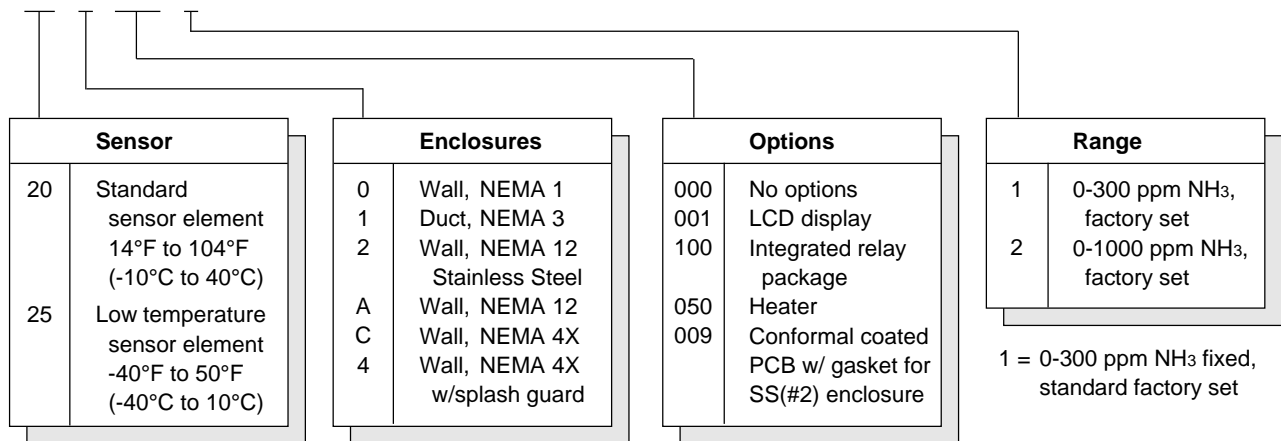 Sensor
20 Standard
sensor element
14°F to 104°F
(-10°C to 40°C)
25 Low temperature
sensor element
-40°F to 50°F
(-40°C to 10°C)
Enclosures
0 Wall, NEMA 1
1 Duct, NEMA 3
2 Wall, NEMA 12
Stainless Steel
A Wall, NEMA 12
C Wall, NEMA 4X
4 Wall, NEMA 4X
w/splash guard
Options
000 No options
001 LCD display
100 Integrated relay
package
050 Heater
009 Conformal coated
PCB w/ gasket for
SS(#2) enclosure
Range
1 0-300 ppm NH3,
factory set
2 0-1000 ppm NH3,
factory set
1 = 0-300 ppm NH3 fixed,
standard factory set